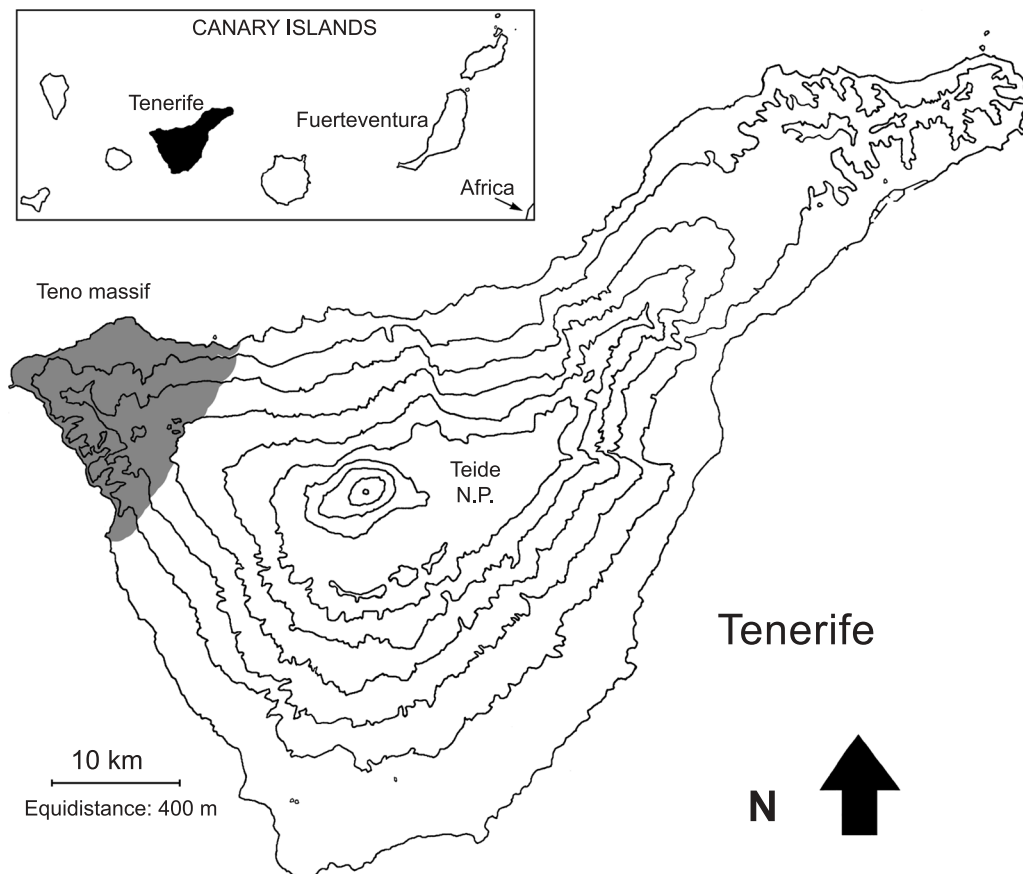 CANARY ISLANDS
Tenerife
Fuerteventura
Africa
Teno massif
Teide
N.P.
Tenerife
10 km
Equidistance: 400 m
N